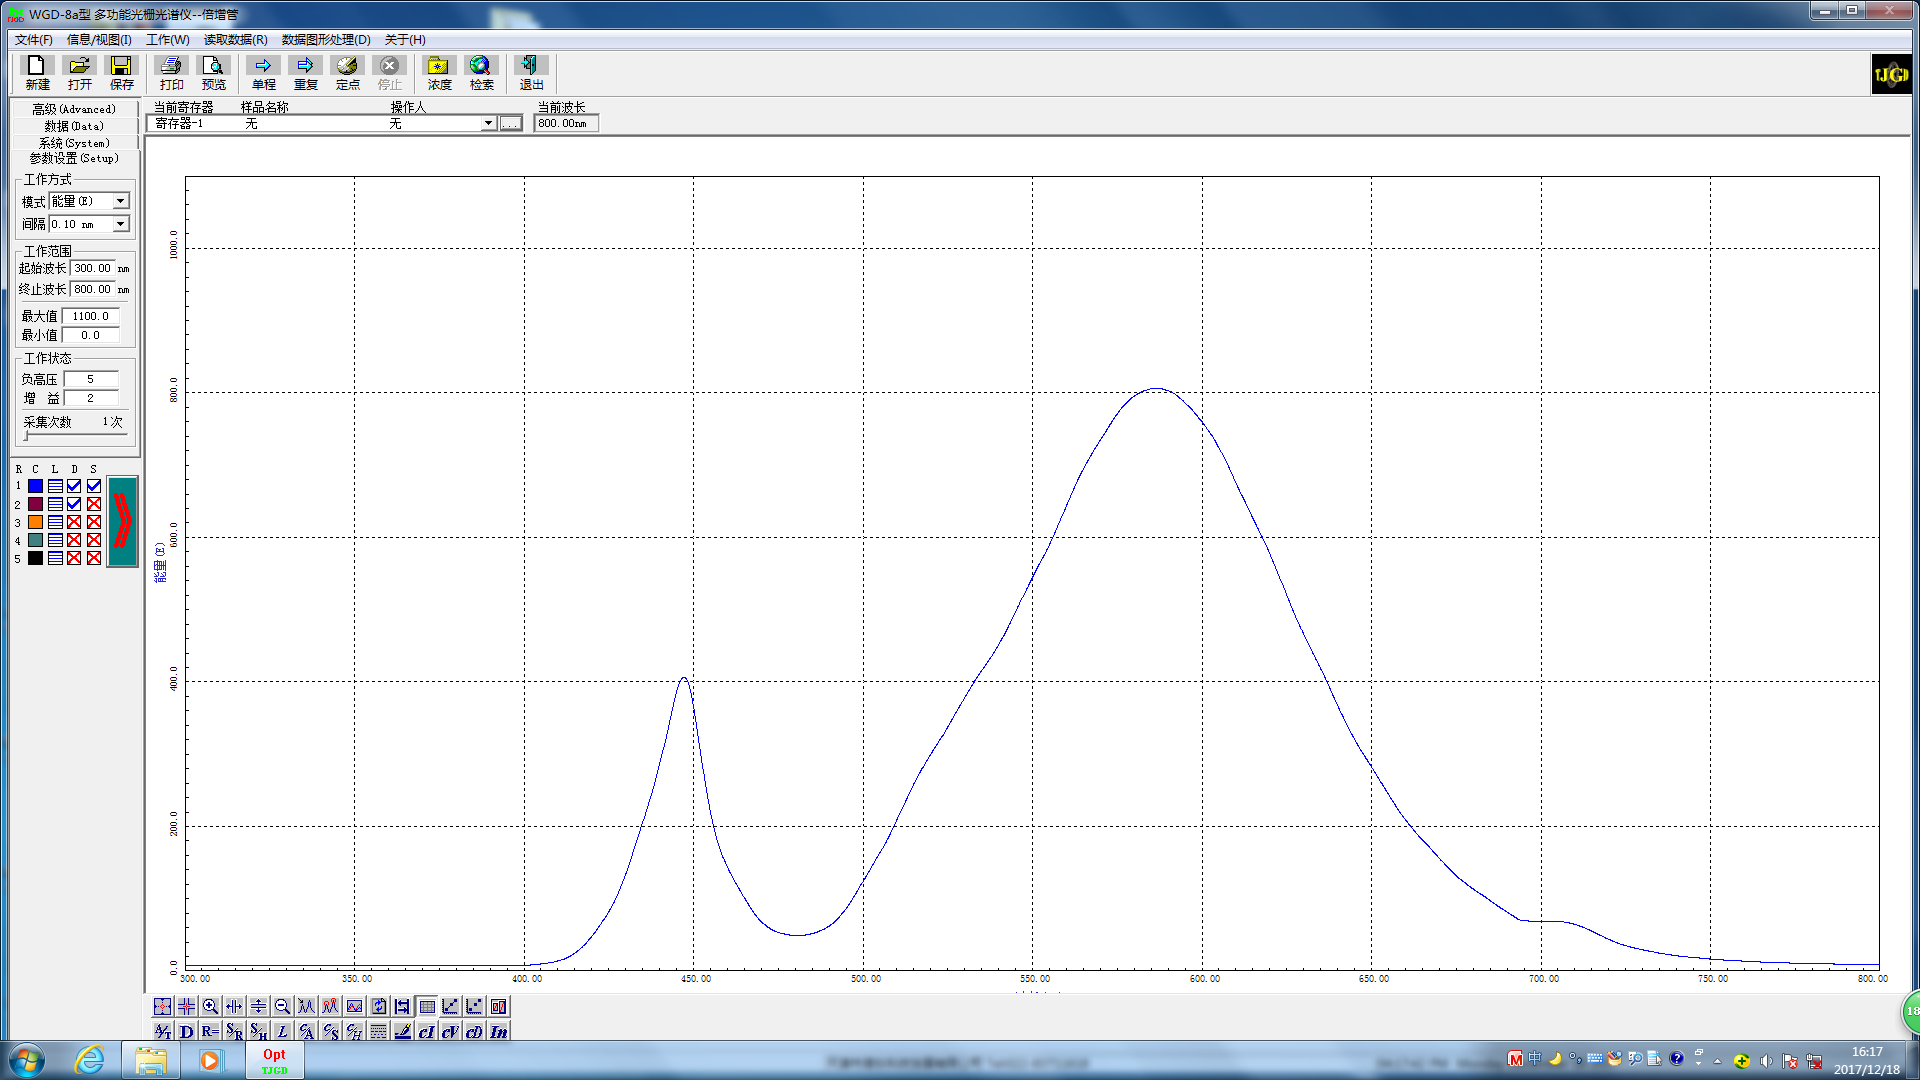 WGD-8a型 多功能光栅光谱仪--倍增管
文件(F) 信息/视图(I) 工作(W) 读取数据(R) 数据图形处理(D) 关于(H)
新建 打开 保存 打印 预览 单程 重复 定点 停止 浓度 检索 退出
TJGD
高级(Advanced)
数据(Data)
系统(System)
参数设置(Setup)
当前寄存器 样品名称 操作人 当前波长
寄存器-1 无 无 ... 800.00nm
工作方式
模式 能量(E)
间隔 0.10 nm
工作范围
起始波长 300.00 nm
终止波长 800.00 nm
最大值 1100.0
最小值 0.0
工作状态
负高压 5
增 益 2
采集次数 1次
R C L D S
1
2
3
4
5
1000.0
800.0
600.0
400.0
200.0
0.0
能量(E)
300.00 350.00 400.00 450.00 500.00 550.00 600.00 650.00 700.00 750.00 800.00
A/T D R= S/R S/H L C/A C/S C/H cI cV cD In
Opt
TJGD
M 中
18
16:17
2017/12/18